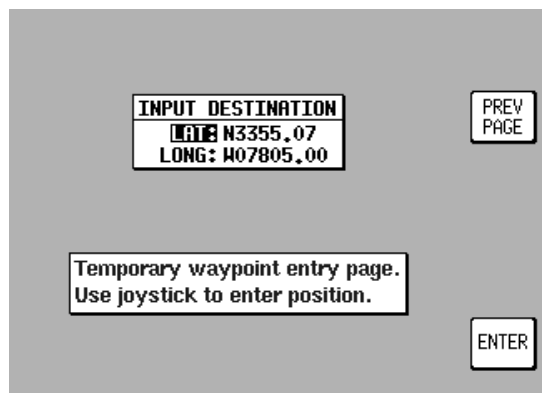 INPUT DESTINATION
LAT: N3355.07
LONG: W07805.00
PREV
PAGE
Temporary waypoint entry page.
Use joystick to enter position.
ENTER